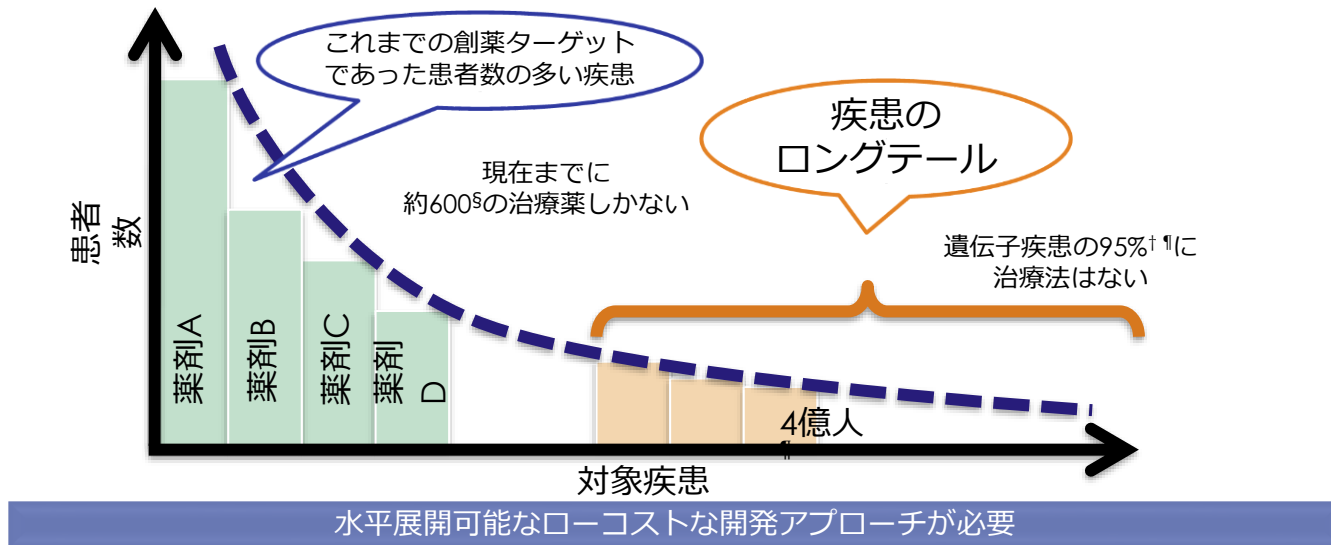 これまでの創薬ターゲット
であった患者数の多い疾患
疾患の
ロングテール
現在までに
約600§の治療薬しかない
遺伝子疾患の95%† ¶に
治療法はない
患者
数
薬剤A
薬剤B
薬剤C
薬剤
D
4億人
¶
対象疾患
水平展開可能なローコストな開発アプローチが必要